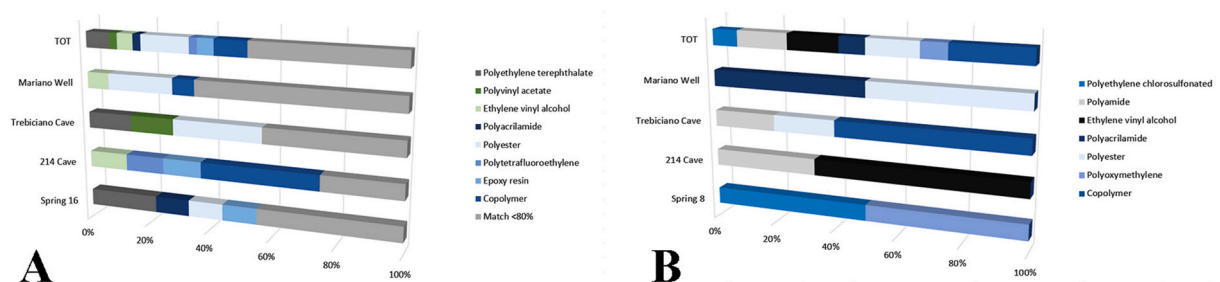 TOT
Mariano Well
Trebiciano Cave
214 Cave
Spring 16
0%
20%
40%
60%
80%
100%
Polyethylene terephthalate
Polyvinyl acetate
Ethylene vinyl alcohol
Polyacrilamide
Polyester
Polytetrafluoroethylene
Epoxy resin
Copolymer
Match <80%
A
TOT
Mariano Well
Trebiciano Cave
214 Cave
Spring 8
0%
20%
40%
60%
80%
100%
Polyethylene chlorosulfonated
Polyamide
Ethylene vinyl alcohol
Polyacrilamide
Polyester
Polyoxymethylene
Copolymer
B